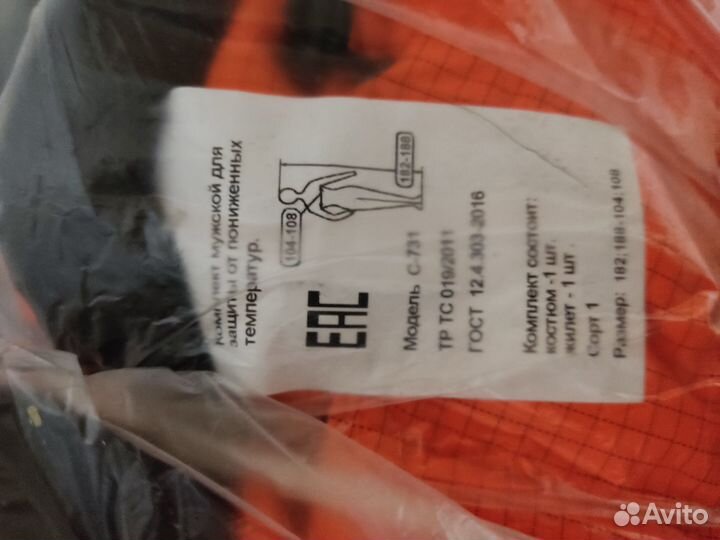 Комплект мужской для
защиты от пониженных
температур.
104-108
182-188
EAC
Модель С-731
ТР ТС 019/2011
ГОСТ 12.4.303-2016
Комплект состоит:
костюм -1 шт.
жилет - 1 шт .
Сорт 1
Размер: 182;188-104;108
Avito